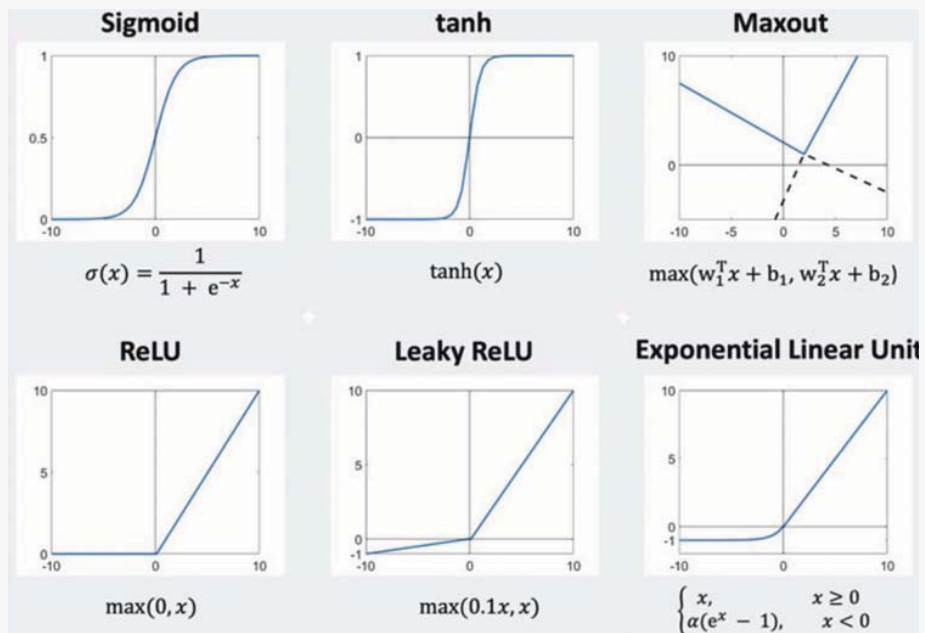 Sigmoid
1
0.5
0
-10 0 10
σ(x) = 1 / (1 + e⁻ˣ)
tanh
1
0
-1
-10 0 10
tanh(x)
Maxout
10
0
-10 -5 0 5 10
max(w₁ᵀx + b₁, w₂ᵀx + b₂)
ReLU
10
5
0
-10 0 10
max(0, x)
Leaky ReLU
10
5
0
-1
-10 0 10
max(0.1x, x)
Exponential Linear Unit
10
5
0
-1
-10 0 10
{ x, x ≥ 0
α(eˣ − 1), x < 0